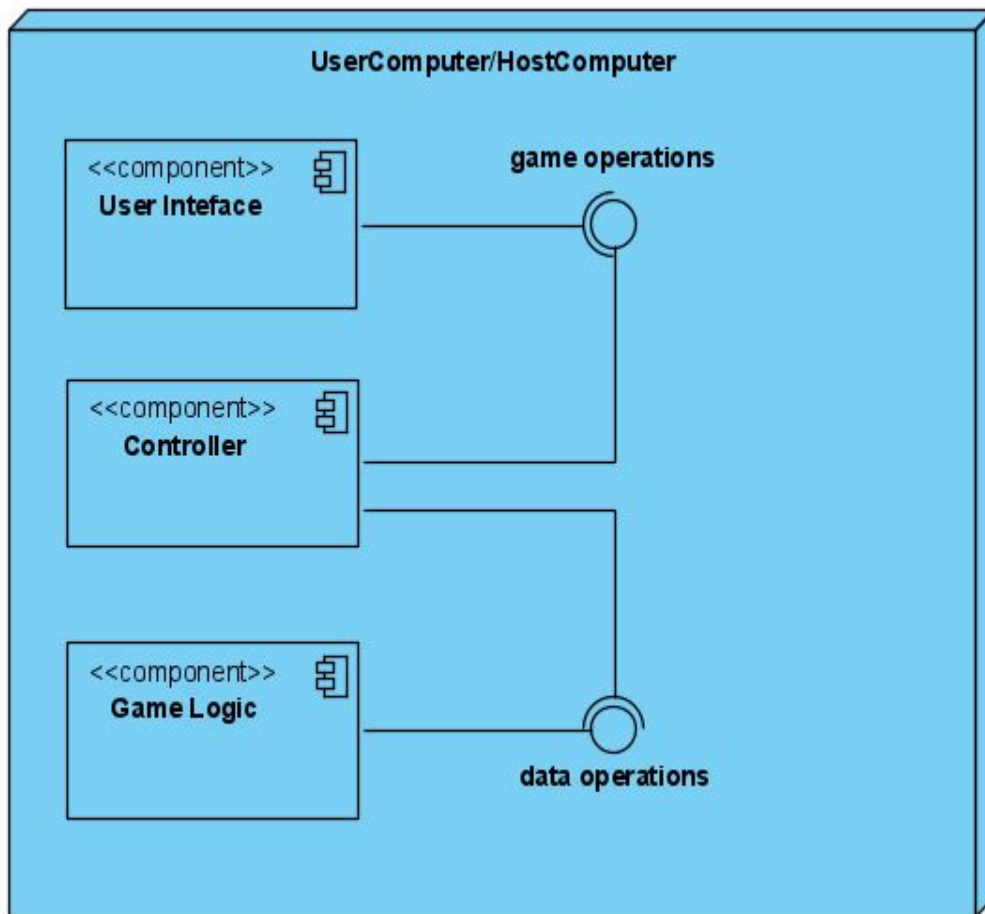 UserComputer/HostComputer
<<component>>
User Inteface
game operations
<<component>>
Controller
<<component>>
Game Logic
data operations